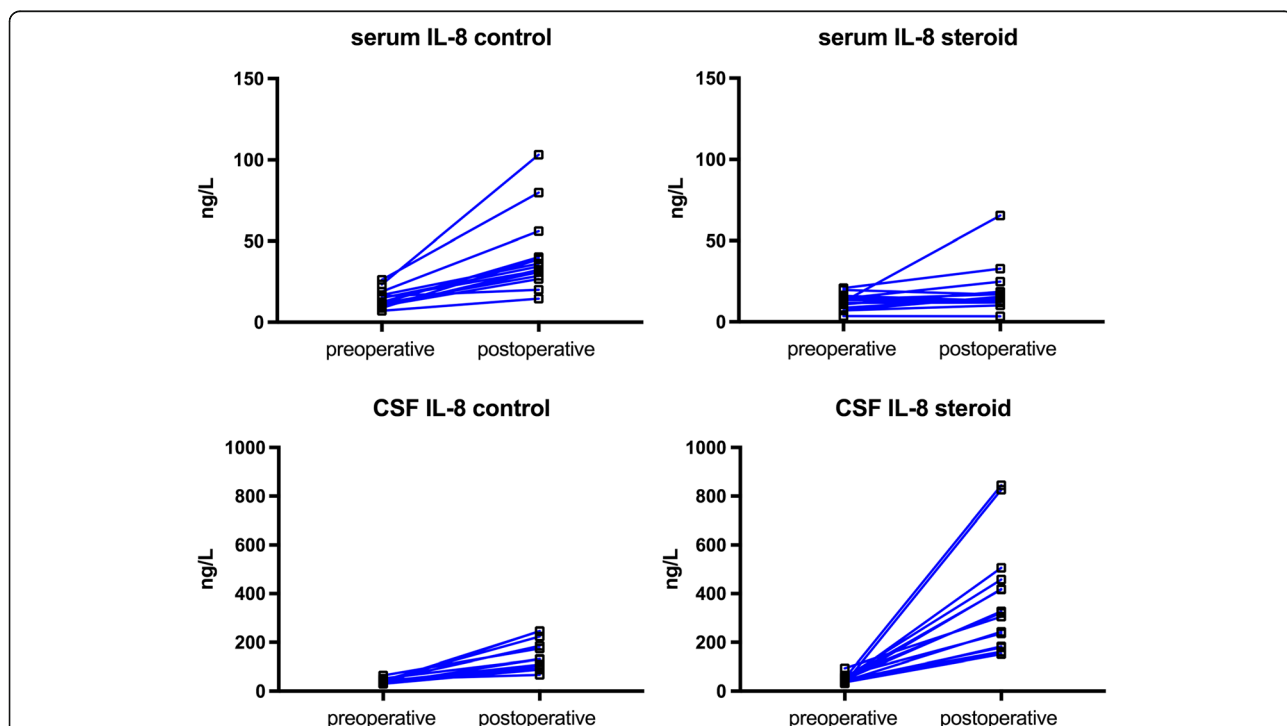 serum IL-8 control
serum IL-8 steroid
150
100
50
0
ng/L
preoperative postoperative
150
100
50
0
ng/L
preoperative postoperative
CSF IL-8 control
CSF IL-8 steroid
1000
800
600
400
200
0
ng/L
preoperative postoperative
1000
800
600
400
200
0
ng/L
preoperative postoperative